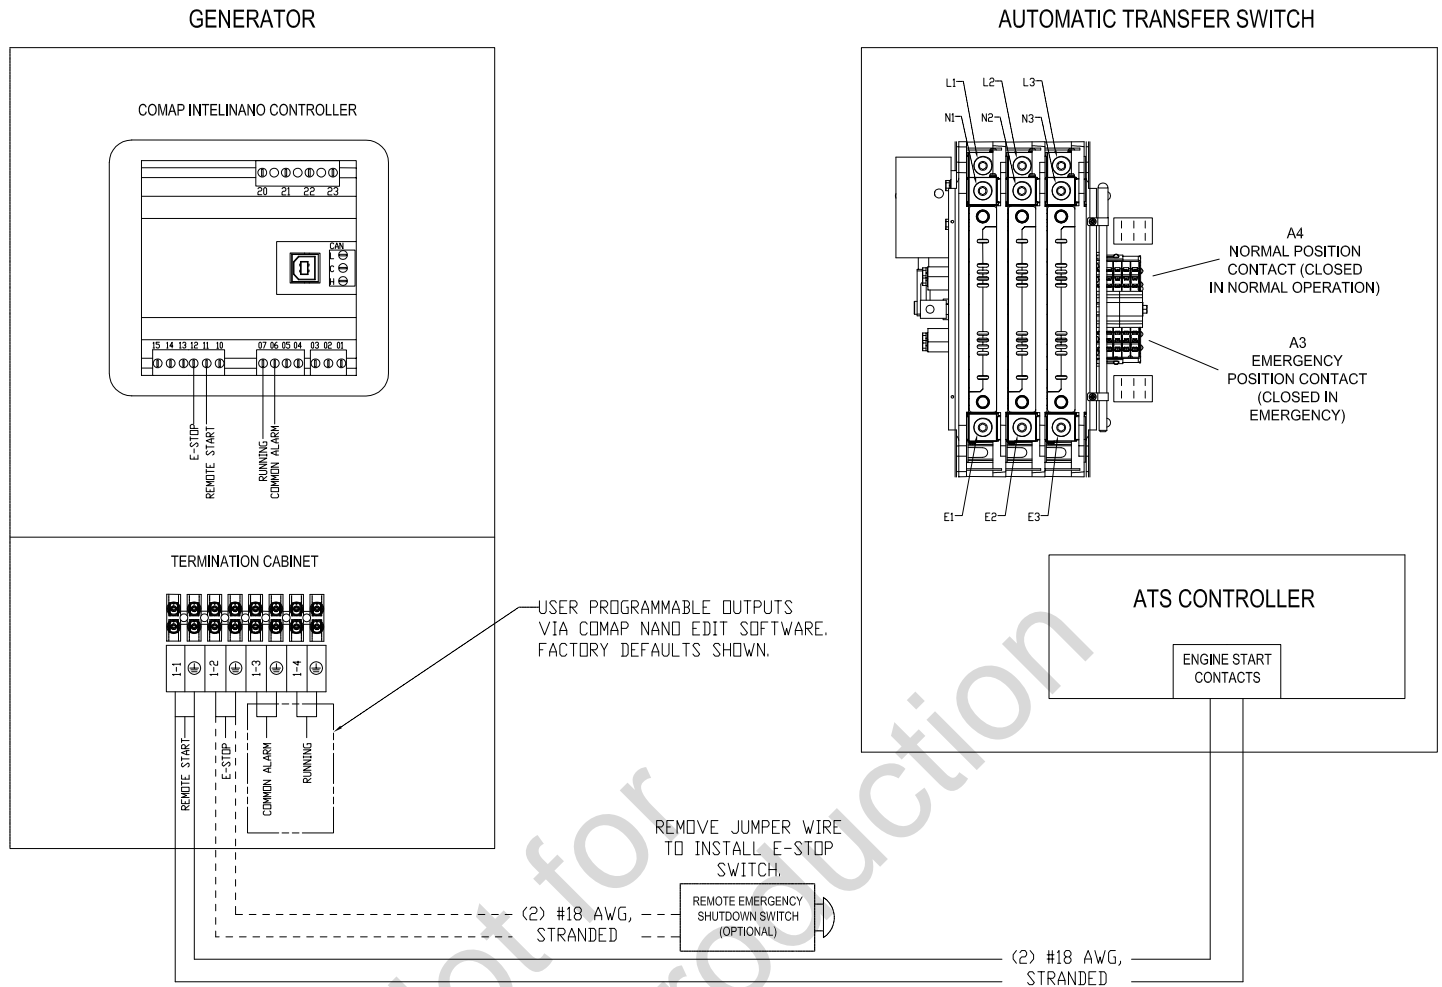 GENERATOR
AUTOMATIC TRANSFER SWITCH
COMAP INTELINANO CONTROLLER
20 21 22 23
CAN
L
C
H
15 14 13 12 11 10
07 06 05 04
03 02 01
E-STOP
REMOTE START
RUNNING
COMMON ALARM
L1
L2
L3
N1
N2
N3
A4
NORMAL POSITION
CONTACT (CLOSED
IN NORMAL OPERATION)
A3
EMERGENCY
POSITION CONTACT
(CLOSED IN
EMERGENCY)
E1
E2
E3
TERMINATION CABINET
1-1
1-2
1-3
1-4
REMOTE START
E-STOP
COMMON ALARM
RUNNING
USER PROGRAMMABLE OUTPUTS
VIA COMAP NANO EDIT SOFTWARE.
FACTORY DEFAULTS SHOWN.
ATS CONTROLLER
ENGINE START
CONTACTS
REMOVE JUMPER WIRE
TO INSTALL E-STOP
SWITCH.
REMOTE EMERGENCY
SHUTDOWN SWITCH
(OPTIONAL)
(2) #18 AWG,
STRANDED
(2) #18 AWG,
STRANDED